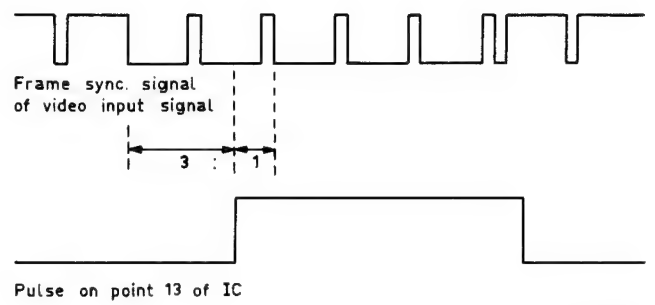 Frame sync. signal
of video input signal
3 : 1
Pulse on point 13 of IC